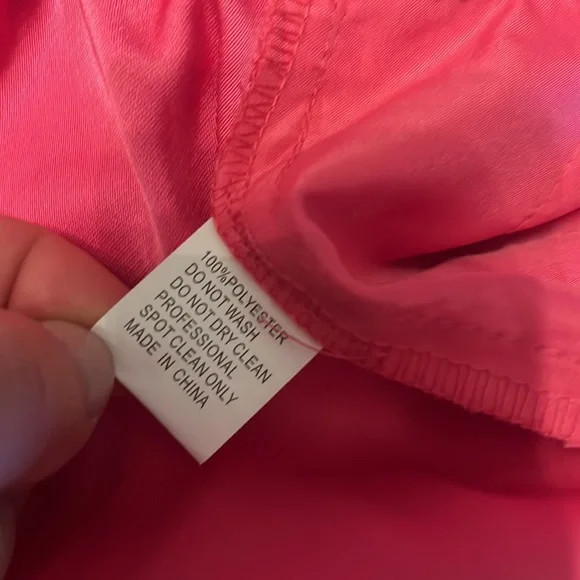 100%POLYESTER
DO NOT WASH
DO NOT DRY CLEAN
PROFESSIONAL
SPOT CLEAN ONLY
MADE IN CHINA